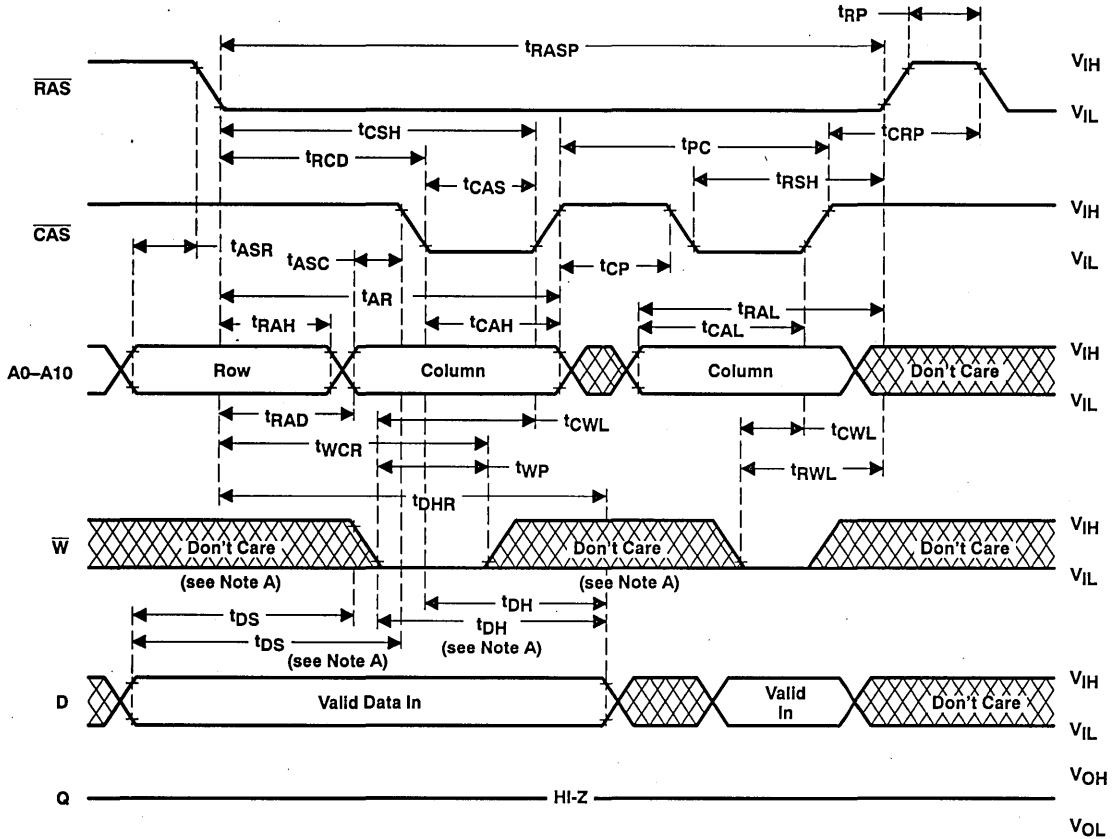 tRP
tRASP
RAS
VIH
VIL
tCSH
tPC
tCRP
tRCD
tCAS
tRSH
CAS
VIH
VIL
tASR
tASC
tCP
tAR
tRAL
tRAH
tCAH
tCAL
A0–A10
Row
Column
Column
Don't Care
VIH
VIL
tRAD
tCWL
tCWL
tWCR
tWP
tRWL
tDHR
W
Don't Care
(see Note A)
Don't Care
(see Note A)
Don't Care
VIH
VIL
tDS
tDH
tDS
(see Note A)
tDH
(see Note A)
D
Valid Data In
Valid
In
Don't Care
VIH
VIL
Q
HI-Z
VOH
VOL